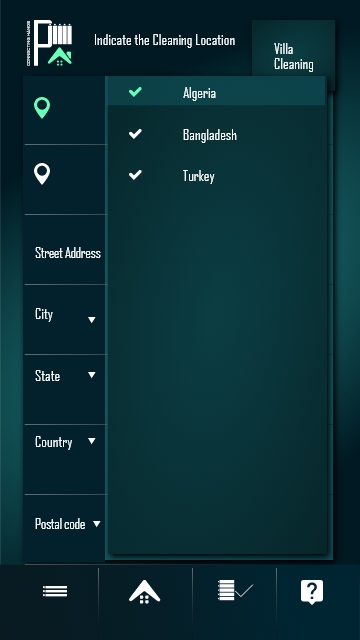 Indicate the Cleaning Location
Villa
Cleaning
Algeria
Bangladesh
Turkey
Street Address
City
State
Country
Postal code